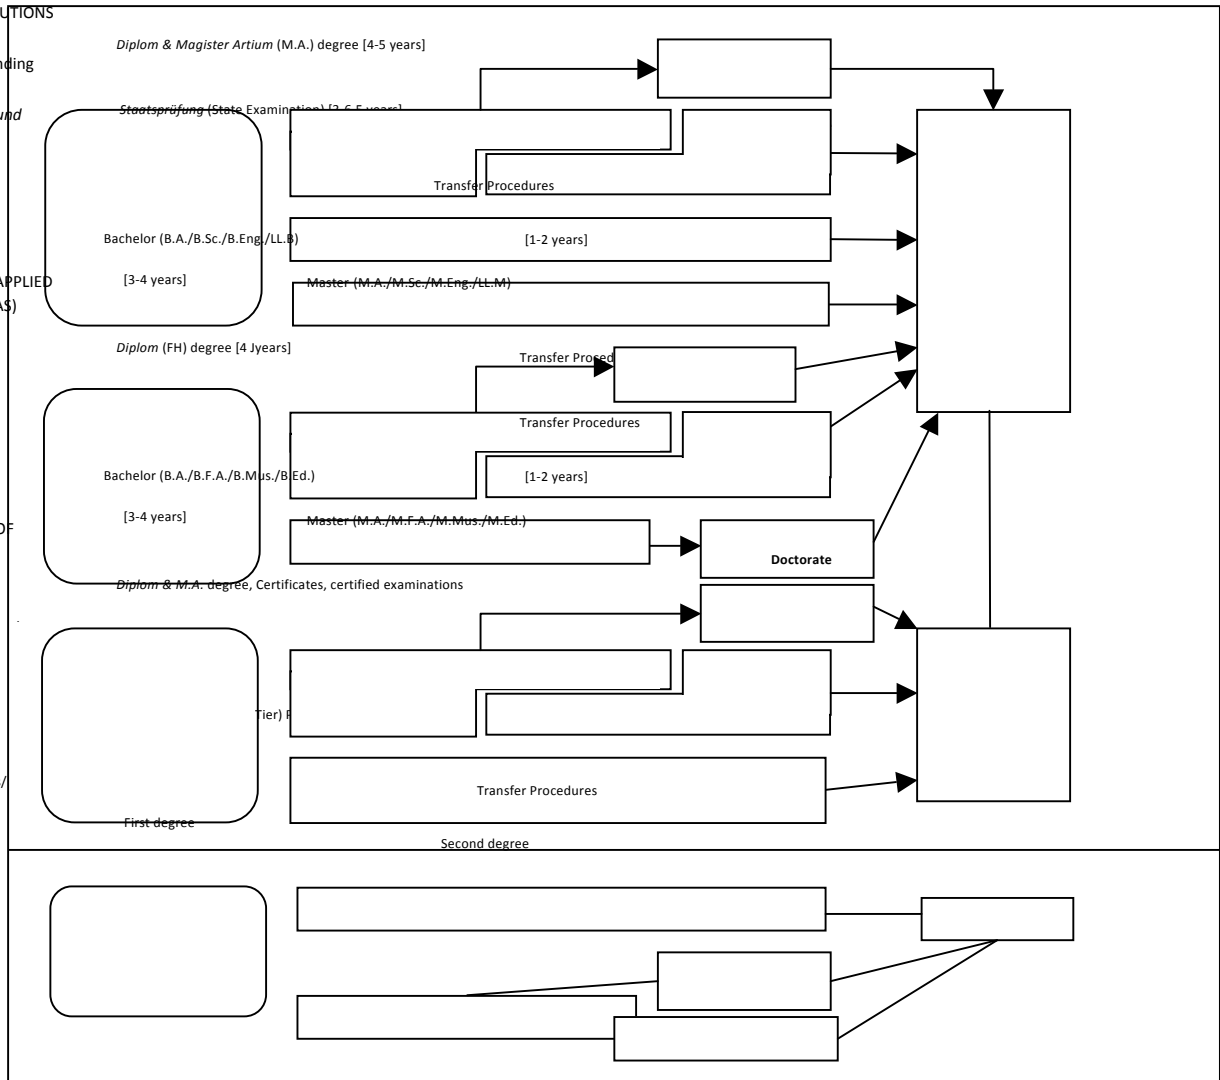 UTIONS
Diplom & Magister Artium (M.A.) degree [4-5 years]
nding
Staatsprüfung (State Examination) [3-6.5 years]
und
Transfer Procedures
Bachelor (B.A./B.Sc./B.Eng./LL.B) [1-2 years]
APPLIED [3-4 years] Master (M.A./M.Sc./M.Eng./LL.M)
AS)
Diplom (FH) degree [4 Jyears]
Transfer Proced
Transfer Procedures
Bachelor (B.A./B.F.A./B.Mus./B.Ed.) [1-2 years]
[3-4 years] Master (M.A./M.F.A./M.Mus./M.Ed.)
OF
Doctorate
Diplom & M.A. degree, Certificates, certified examinations
Tier)
Transfer Procedures
First degree
Second degree